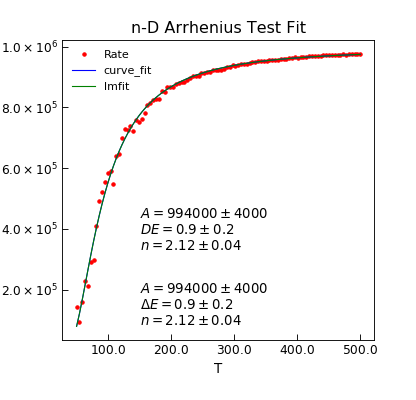 n-D Arrhenius Test Fit
1.0 × 10⁶
8.0 × 10⁵
6.0 × 10⁵
4.0 × 10⁵
2.0 × 10⁵
Rate
curve_fit
lmfit
A = 994000 ± 4000
DE = 0.9 ± 0.2
n = 2.12 ± 0.04
A = 994000 ± 4000
ΔE = 0.9 ± 0.2
n = 2.12 ± 0.04
100.0 200.0 300.0 400.0 500.0
T